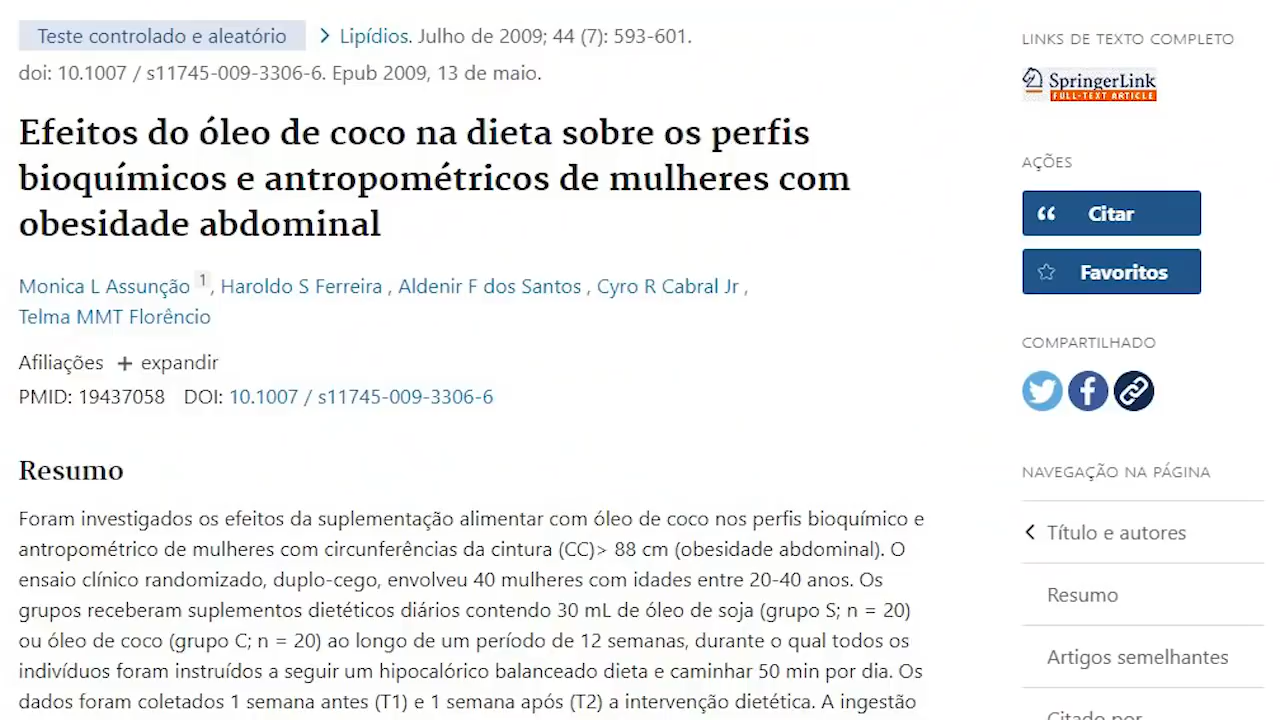 Teste controlado e aleatório > Lipídios. Julho de 2009; 44 (7): 593-601.
doi: 10.1007 / s11745-009-3306-6. Epub 2009, 13 de maio.
Efeitos do óleo de coco na dieta sobre os perfis
bioquímicos e antropométricos de mulheres com
obesidade abdominal
Monica L Assunção 1, Haroldo S Ferreira , Aldenir F dos Santos , Cyro R Cabral Jr ,
Telma MMT Florêncio
Afiliações + expandir
PMID: 19437058 DOI: 10.1007 / s11745-009-3306-6
Resumo
Foram investigados os efeitos da suplementação alimentar com óleo de coco nos perfis bioquímico e
antropométrico de mulheres com circunferências da cintura (CC)> 88 cm (obesidade abdominal). O
ensaio clínico randomizado, duplo-cego, envolveu 40 mulheres com idades entre 20-40 anos. Os
grupos receberam suplementos dietéticos diários contendo 30 mL de óleo de soja (grupo S; n = 20)
ou óleo de coco (grupo C; n = 20) ao longo de um período de 12 semanas, durante o qual todos os
indivíduos foram instruídos a seguir um hipocalórico balanceado dieta e caminhar 50 min por dia. Os
dados foram coletados 1 semana antes (T1) e 1 semana após (T2) a intervenção dietética. A ingestão
LINKS DE TEXTO COMPLETO
SpringerLink
FULL-TEXT ARTICLE
AÇÕES
Citar
Favoritos
COMPARTILHADO
NAVEGAÇÃO NA PÁGINA
Título e autores
Resumo
Artigos semelhantes
Citado por